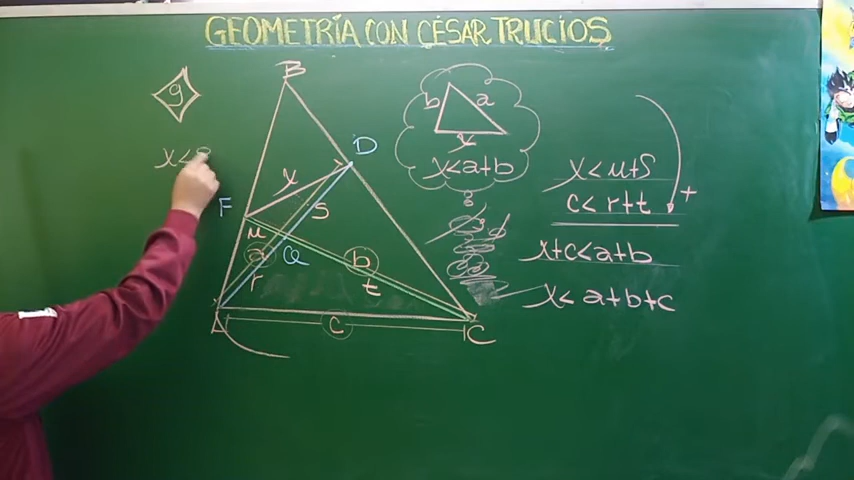 GEOMETRÍA CON CÉSAR TRUCIOS
9
x<
B
D
x
F
S
u
a
Q
b
r
t
A
c
C
b
a
x
x<a+b
x<u+S
c<r+t
+
x+c<a+b
x< a+b+c